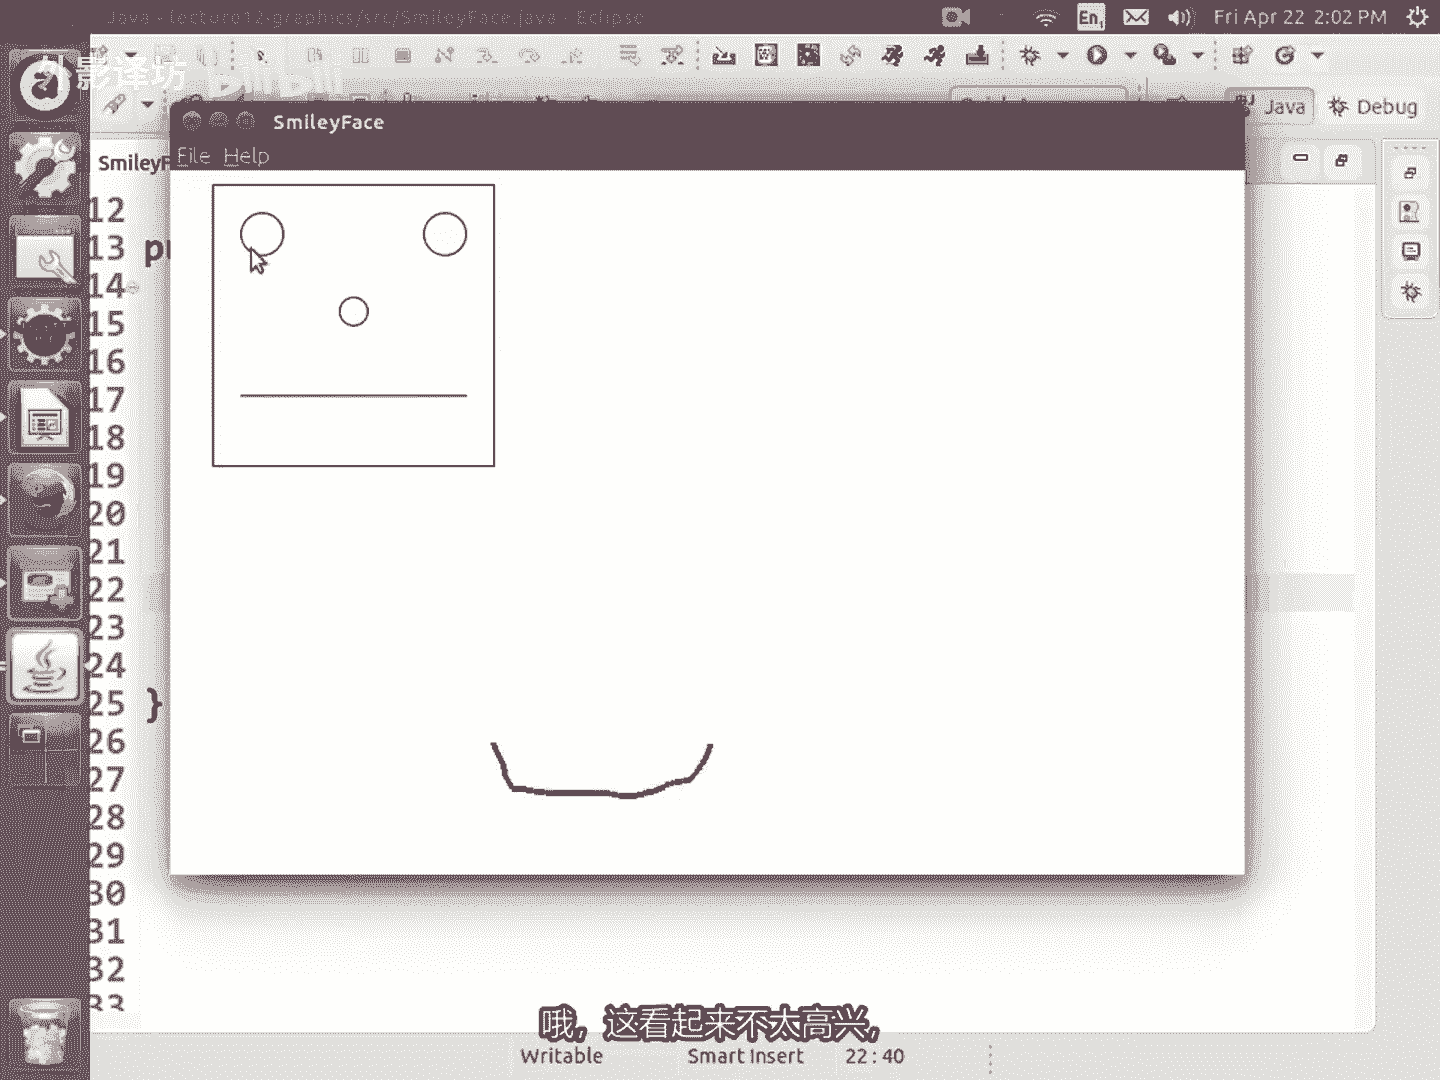 Java - lecture12-graphics/src/SmileyFace.java - Eclipse
En
Fri Apr 22 2:02 PM
外影译坊
bilibili
Java
Debug
SmileyFace
SmileyF
File Help
12
13 p
14
15
16
17
18
19
20
21
22
23
24
25 }
26
27
28
29
30
31
32
33
哦，这看起来不太高兴，
Writable
Smart Insert
22 : 40